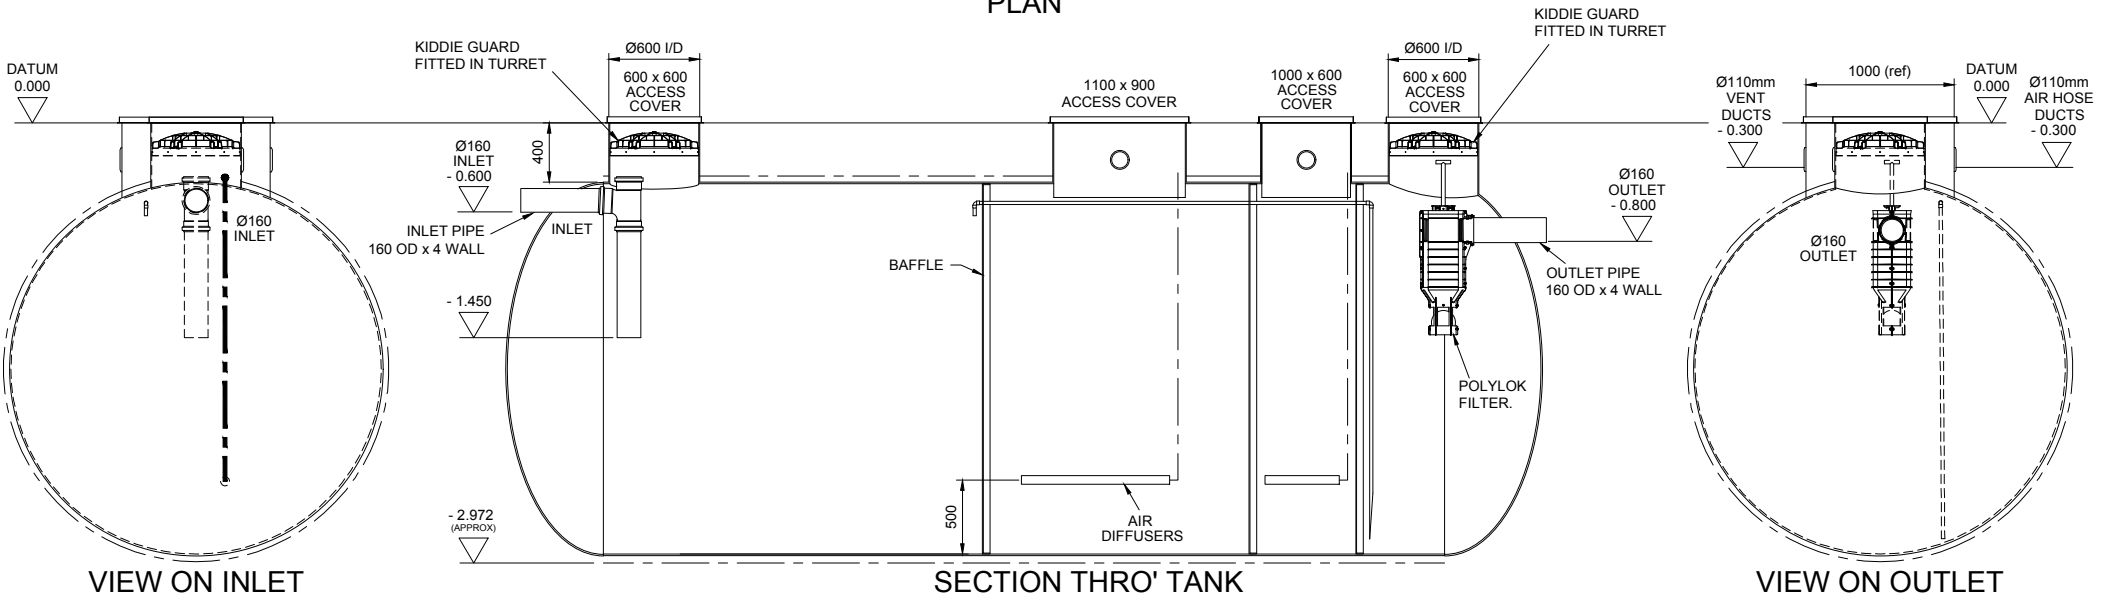 PLAN
DATUM
0.000
KIDDIE GUARD
FITTED IN TURRET
Ø600 I/D
600 x 600
ACCESS
COVER
1100 x 900
ACCESS COVER
1000 x 600
ACCESS
COVER
Ø600 I/D
600 x 600
ACCESS
COVER
KIDDIE GUARD
FITTED IN TURRET
Ø110mm
VENT
DUCTS
- 0.300
1000 (ref)
DATUM
0.000
Ø110mm
AIR HOSE
DUCTS
- 0.300
400
Ø160
INLET
- 0.600
Ø160
OUTLET
- 0.800
Ø160
INLET
INLET PIPE
160 OD x 4 WALL
INLET
BAFFLE
OUTLET PIPE
160 OD x 4 WALL
Ø160
OUTLET
- 1.450
POLYLOK
FILTER.
- 2.972
(APPROX)
500
AIR
DIFFUSERS
VIEW ON INLET
SECTION THRO' TANK
VIEW ON OUTLET